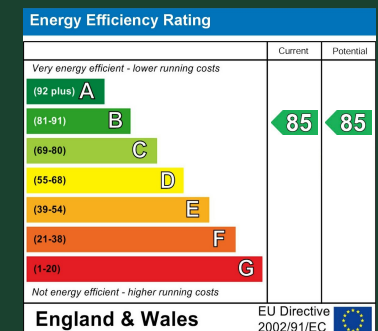 Energy Efficiency Rating
Current Potential
Very energy efficient - lower running costs
(92 plus) A
(81-91) B 85 85
(69-80) C
(55-68) D
(39-54) E
(21-38) F
(1-20) G
Not energy efficient - higher running costs
England & Wales
EU Directive
2002/91/EC